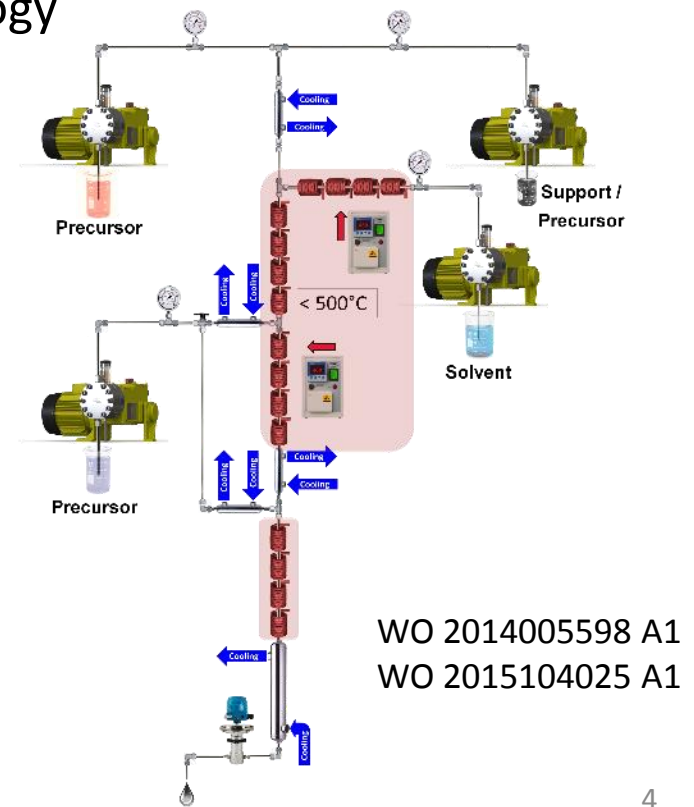 ogy
Cooling
Cooling
Support /
Precursor
Precursor
Cooling
Cooling
< 500°C
Solvent
Cooling
Cooling
Cooling
Cooling
Precursor
WO 2014005598 A1
Cooling
WO 2015104025 A1
Cooling
4